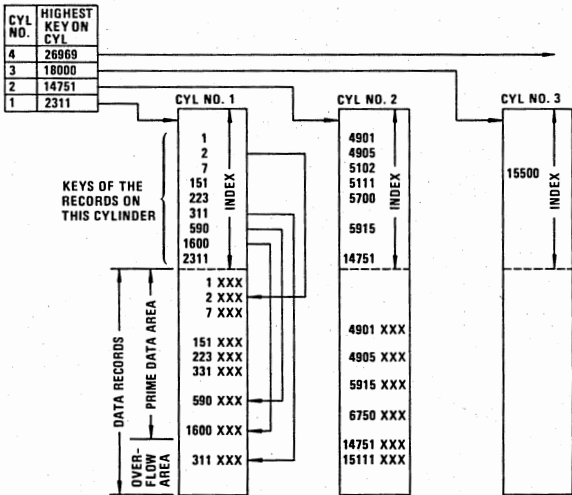 CYL NO. HIGHEST KEY ON CYL
4 26969
3 18000
2 14751
1 2311
CYL NO. 1
1
2
7
151
223
311
590
1600
2311
INDEX
KEYS OF THE
RECORDS ON
THIS CYLINDER
1 XXX
2 XXX
7 XXX
151 XXX
223 XXX
331 XXX
590 XXX
1600 XXX
311 XXX
DATA RECORDS
PRIME DATA AREA
OVER-
FLOW
AREA
CYL NO. 2
4901
4905
5102
5111
5700
5915
14751
INDEX
4901 XXX
4905 XXX
5915 XXX
6750 XXX
14751 XXX
15111 XXX
CYL NO. 3
15500
INDEX